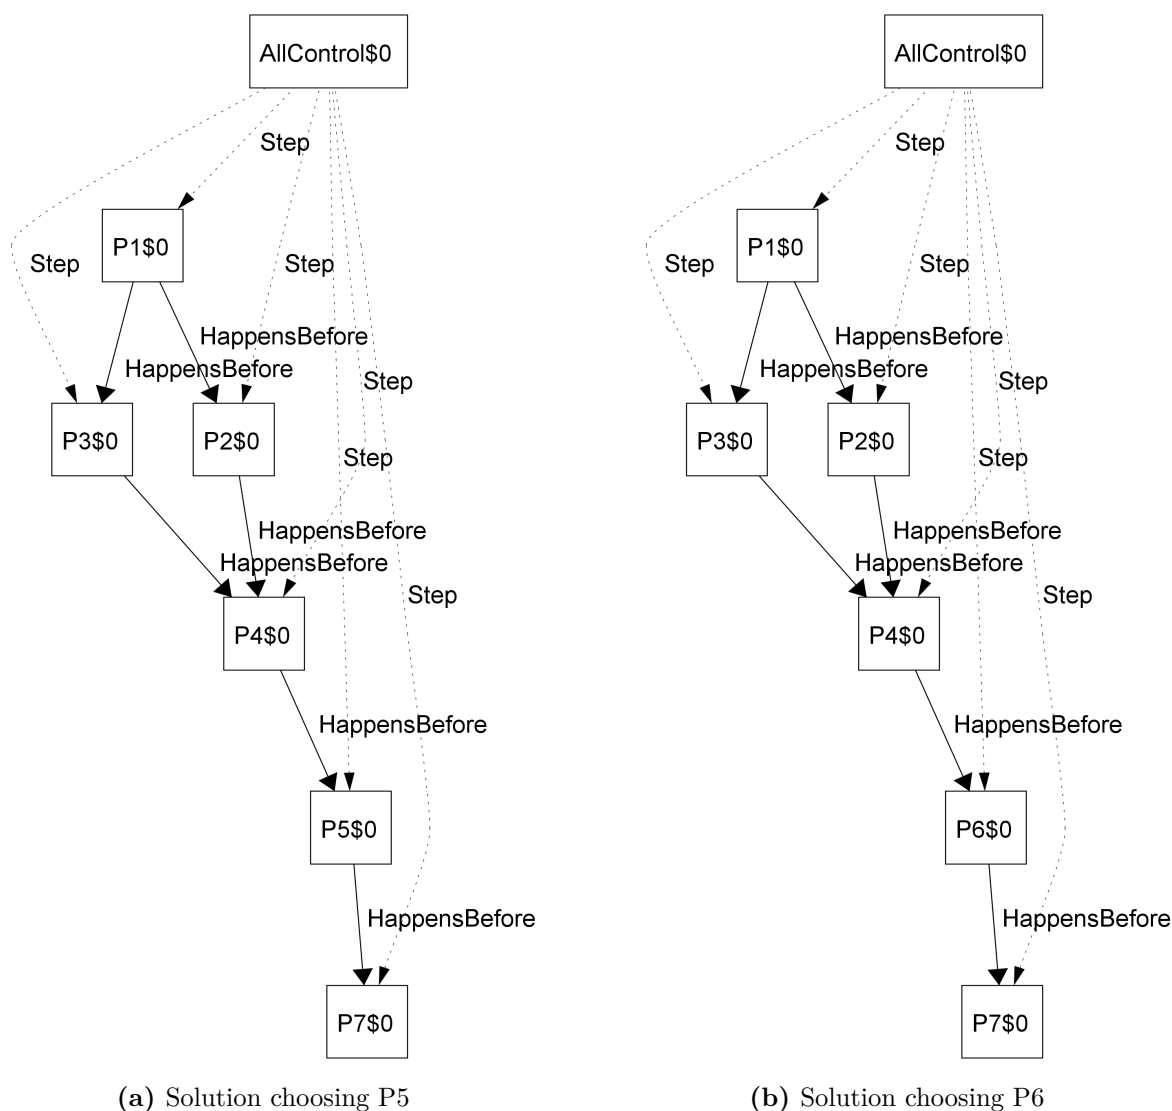 AllControl$0
Step
P1$0
Step
Step
HappensBefore
HappensBefore
Step
P3$0
P2$0
Step
HappensBefore
HappensBefore
Step
P4$0
HappensBefore
P5$0
HappensBefore
P7$0
(a) Solution choosing P5
AllControl$0
Step
P1$0
Step
Step
HappensBefore
HappensBefore
Step
P3$0
P2$0
Step
HappensBefore
HappensBefore
Step
P4$0
HappensBefore
P6$0
HappensBefore
P7$0
(b) Solution choosing P6